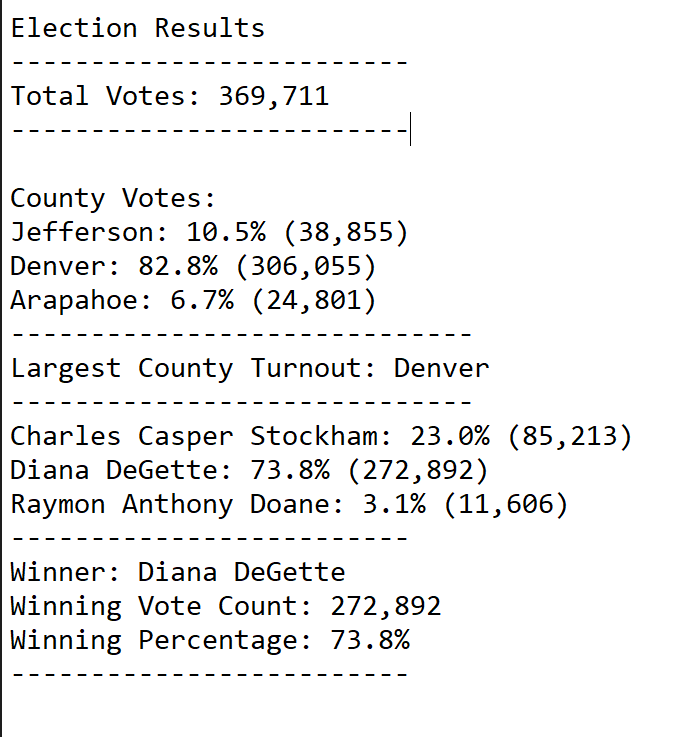 Election Results
-------------------------
Total Votes: 369,711
-------------------------
County Votes:
Jefferson: 10.5% (38,855)
Denver: 82.8% (306,055)
Arapahoe: 6.7% (24,801)
-----------------------------
Largest County Turnout: Denver
-----------------------------
Charles Casper Stockham: 23.0% (85,213)
Diana DeGette: 73.8% (272,892)
Raymon Anthony Doane: 3.1% (11,606)
-------------------------
Winner: Diana DeGette
Winning Vote Count: 272,892
Winning Percentage: 73.8%
-------------------------